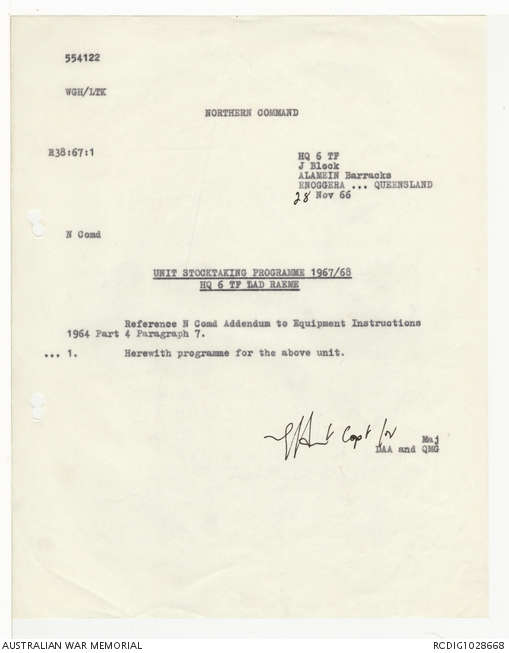 554122
WGH/LTK
NORTHERN COMMAND
R38:67:1
HQ 6 TF
J Block
ALAMEIN Barracks
ENOGGERA ... QUEENSLAND
28 Nov 66
N Comd
UNIT STOCKTAKING PROGRAMME 1967/68
HQ 6 TF LAD RAEME
Reference N Comd Addendum to Equipment Instructions
1964 Part 4 Paragraph 7.
... 1. Herewith programme for the above unit.
Capt for
Maj
DAA and QMG
AUSTRALIAN WAR MEMORIAL
RCDIG1028668